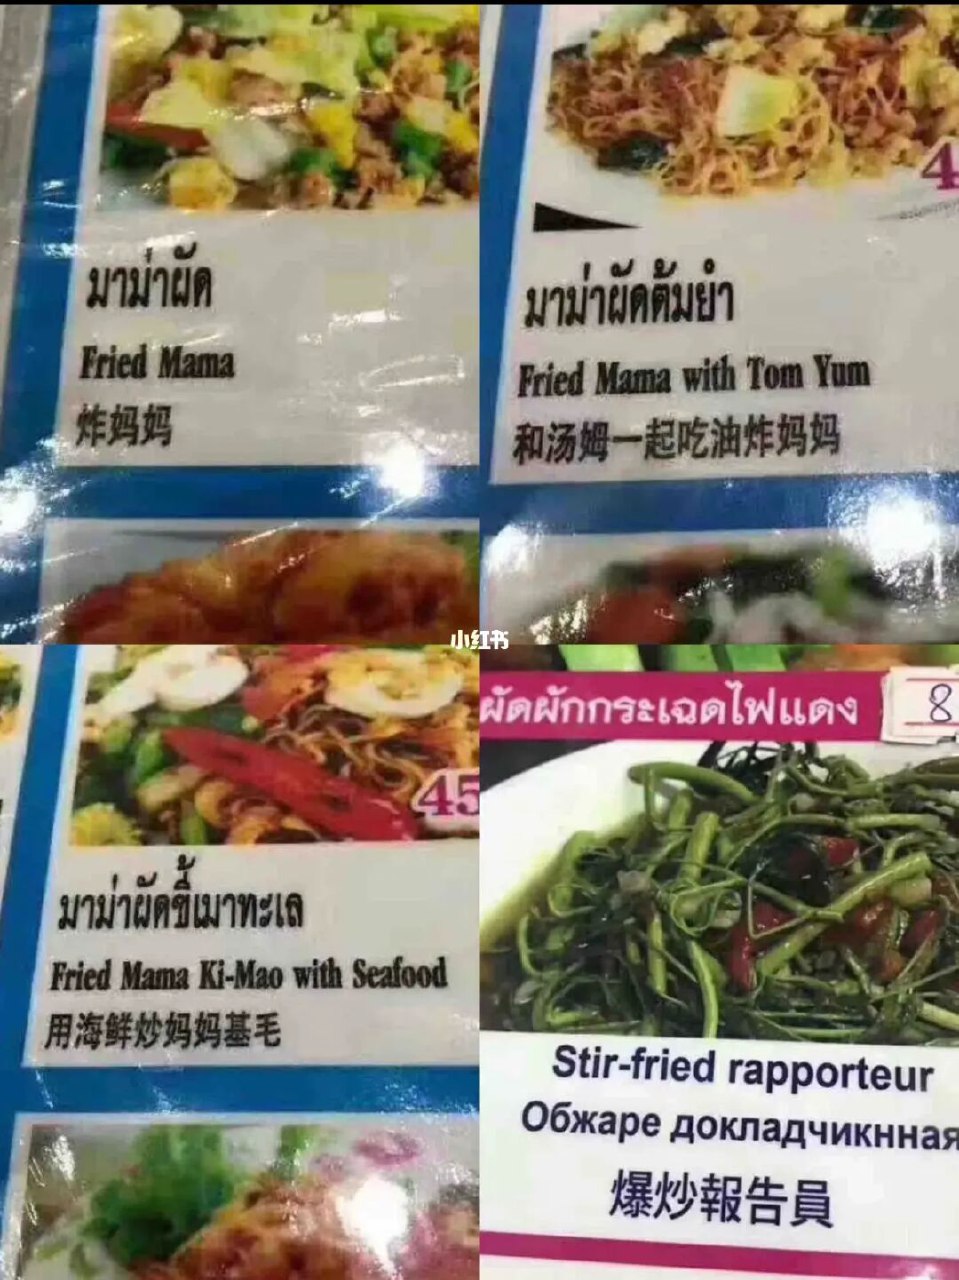 มาม่าผัด
Fried Mama
炸妈妈
4
มาม่าผัดต้มยำ
Fried Mama with Tom Yum
和汤姆一起吃油炸妈妈
小红书
45
มาม่าผัดขี้เมาทะเล
Fried Mama Ki-Mao with Seafood
用海鲜炒妈妈基毛
ผัดผักกระเฉดไฟแดง
8
Stir-fried rapporteur
Обжаре докладчикнная
爆炒報告員